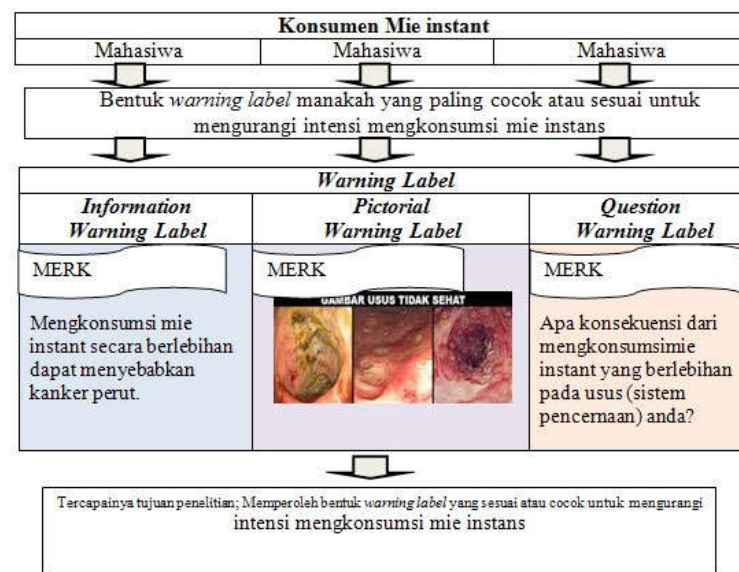 Konsumen Mie instant
Mahasiwa Mahasiwa Mahasiwa
Bentuk warning label manakah yang paling cocok atau sesuai untuk
mengurangi intensi mengkonsumsi mie instans
Warning Label
Information
Warning Label
Pictorial
Warning Label
Question
Warning Label
MERK
Mengkonsumsi mie
instant secara berlebihan
dapat menyebabkan
kanker perut.
MERK
GAMBAR USUS TIDAK SEHAT
MERK
Apa konsekuensi dari
mengkonsumsimie
instant yang berlebihan
pada usus (sistem
pencernaan) anda?
Tercapainya tujuan penelitian; Memperoleh bentuk warning label yang sesuai atau cocok untuk mengurangi
intensi mengkonsumsi mie instans